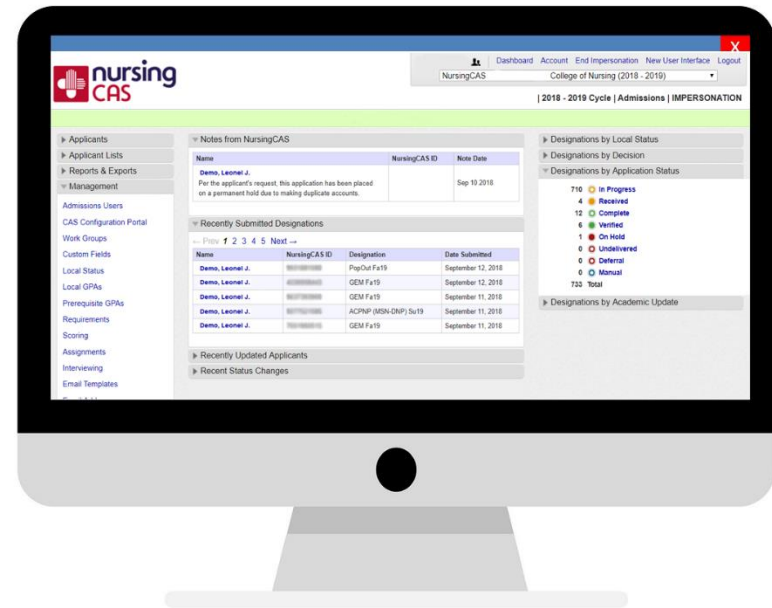 X
nursing
CAS
Dashboard Account End Impersonation New User Interface Logout
NursingCAS College of Nursing (2018 - 2019)
| 2018 - 2019 Cycle | Admissions | IMPERSONATION
Applicants
Applicant Lists
Reports & Exports
Management
Admissions Users
CAS Configuration Portal
Work Groups
Custom Fields
Local Status
Local GPAs
Prerequisite GPAs
Requirements
Scoring
Assignments
Interviewing
Email Templates
Notes from NursingCAS
Name NursingCAS ID Note Date
Demo, Leonel J.
Per the applicant's request, this application has been placed
on a permanent hold due to making duplicate accounts.
Sep 10 2018
Recently Submitted Designations
← Prev 1 2 3 4 5 Next →
Name NursingCAS ID Designation Date Submitted
Demo, Leonel J. PopOut Fa19 September 12, 2018
Demo, Leonel J. GEM Fa19 September 12, 2018
Demo, Leonel J. GEM Fa19 September 11, 2018
Demo, Leonel J. ACPNP (MSN-DNP) Su19 September 11, 2018
Demo, Leonel J. GEM Fa19 September 11, 2018
Recently Updated Applicants
Recent Status Changes
Designations by Local Status
Designations by Decision
Designations by Application Status
710 In Progress
4 Received
12 Complete
6 Verified
1 On Hold
0 Undelivered
0 Deferral
0 Manual
733 Total
Designations by Academic Update